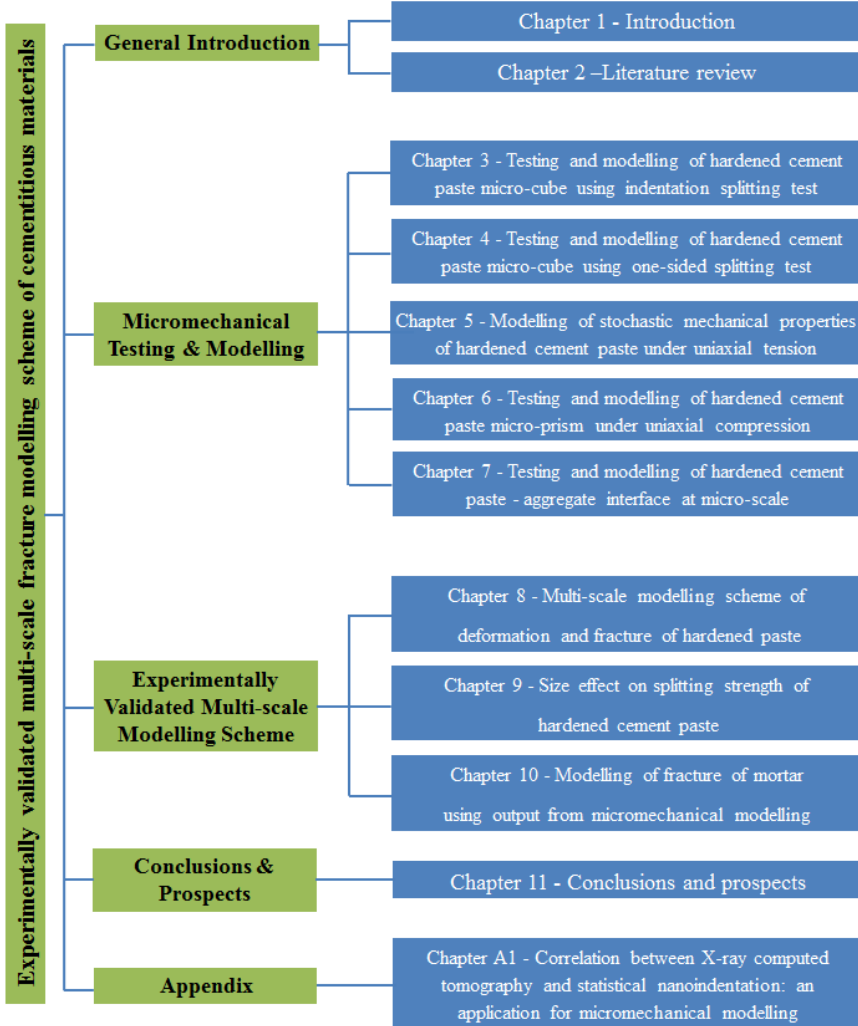 Experimentally validated multi-scale fracture modelling scheme of cementitious materials
General Introduction
Chapter 1 - Introduction
Chapter 2 –Literature review
Micromechanical
Testing & Modelling
Chapter 3 - Testing and modelling of hardened cement
paste micro-cube using indentation splitting test
Chapter 4 - Testing and modelling of hardened cement
paste micro-cube using one-sided splitting test
Chapter 5 - Modelling of stochastic mechanical properties
of hardened cement paste under uniaxial tension
Chapter 6 - Testing and modelling of hardened cement
paste micro-prism under uniaxial compression
Chapter 7 - Testing and modelling of hardened cement
paste - aggregate interface at micro-scale
Experimentally
Validated Multi-scale
Modelling Scheme
Chapter 8 - Multi-scale modelling scheme of
deformation and fracture of hardened paste
Chapter 9 - Size effect on splitting strength of
hardened cement paste
Chapter 10 - Modelling of fracture of mortar
using output from micromechanical modelling
Conclusions &
Prospects
Chapter 11 - Conclusions and prospects
Appendix
Chapter A1 - Correlation between X-ray computed
tomography and statistical nanoindentation: an
application for micromechanical modelling